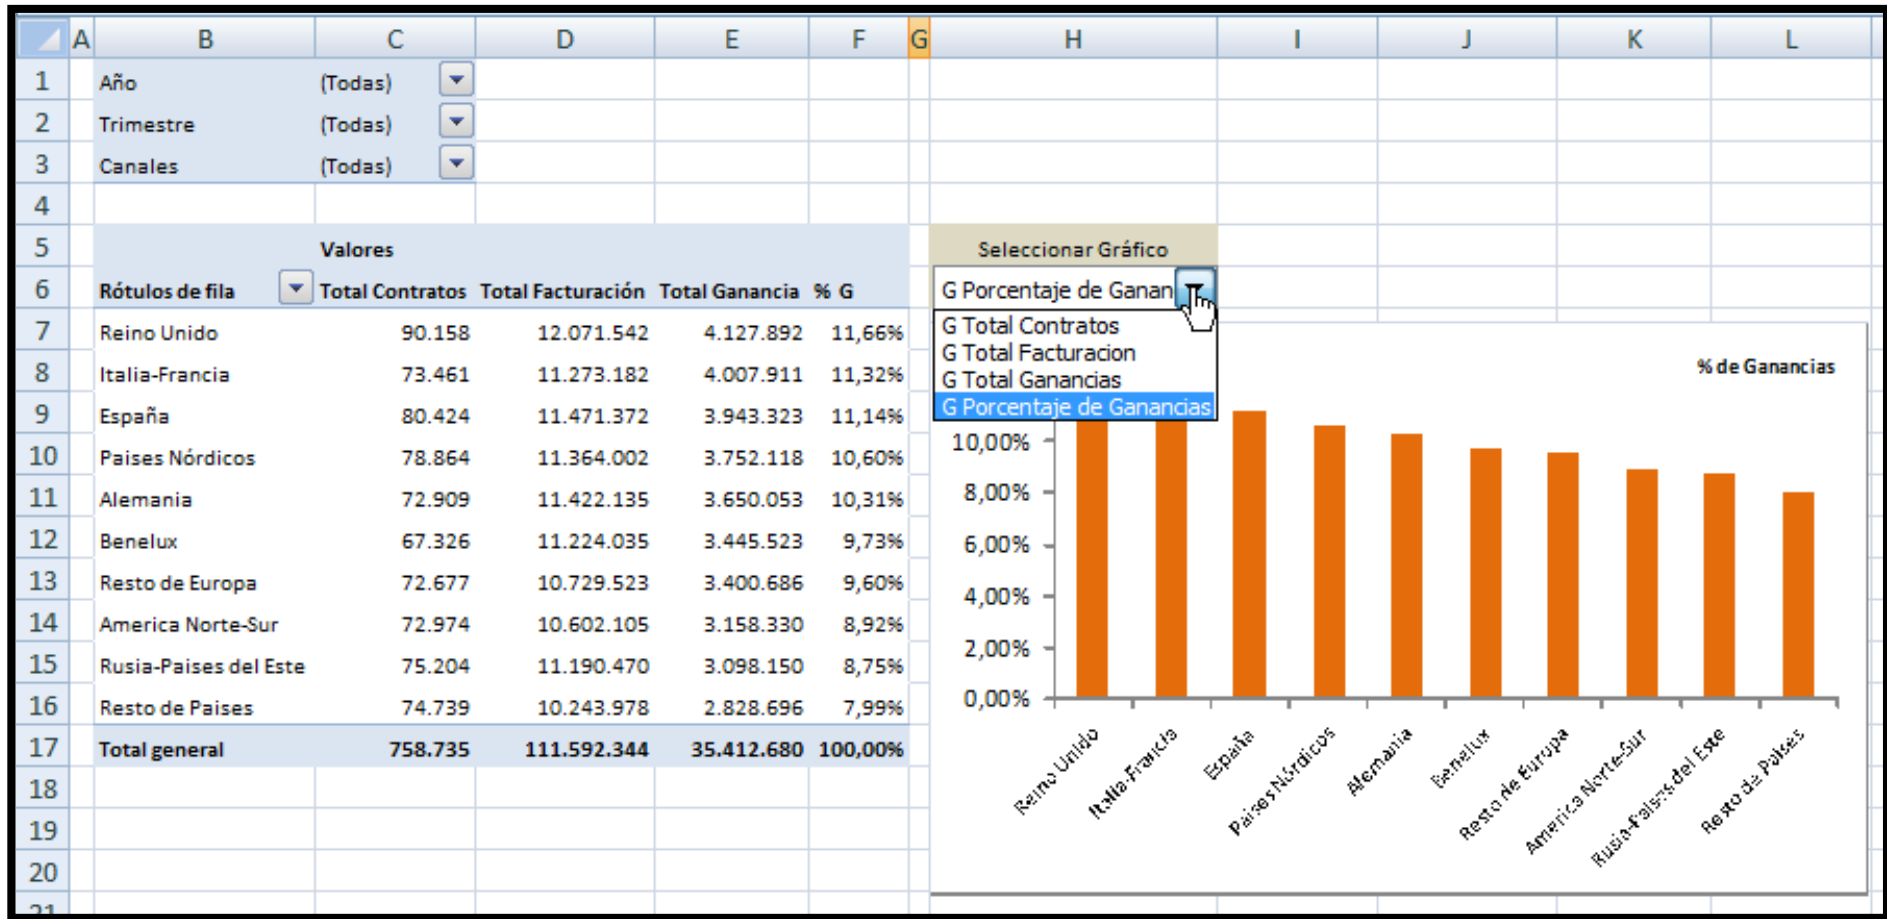 A B C D E F G H I J K L
1 Año (Todas)
2 Trimestre (Todas)
3 Canales (Todas)
4
5 Valores Seleccionar Gráfico
6 Rótulos de fila Total Contratos Total Facturación Total Ganancia % G G Porcentaje de Ganan
7 Reino Unido 90.158 12.071.542 4.127.892 11,66%
8 Italia-Francia 73.461 11.273.182 4.007.911 11,32%
9 España 80.424 11.471.372 3.943.323 11,14%
10 Paises Nórdicos 78.864 11.364.002 3.752.118 10,60%
11 Alemania 72.909 11.422.135 3.650.053 10,31%
12 Benelux 67.326 11.224.035 3.445.523 9,73%
13 Resto de Europa 72.677 10.729.523 3.400.686 9,60%
14 America Norte-Sur 72.974 10.602.105 3.158.330 8,92%
15 Rusia-Paises del Este 75.204 11.190.470 3.098.150 8,75%
16 Resto de Paises 74.739 10.243.978 2.828.696 7,99%
17 Total general 758.735 111.592.344 35.412.680 100,00%
18
19
20
21
G Total Contratos
G Total Facturacion
G Total Ganancias
G Porcentaje de Ganancias
% de Ganancias
10,00%
8,00%
6,00%
4,00%
2,00%
0,00%
Reino Unido
Italia-Francia
España
Paises Nórdicos
Alemania
Benelux
Resto de Europa
America Norte-Sur
Rusia-Paises del Este
Resto de Paises